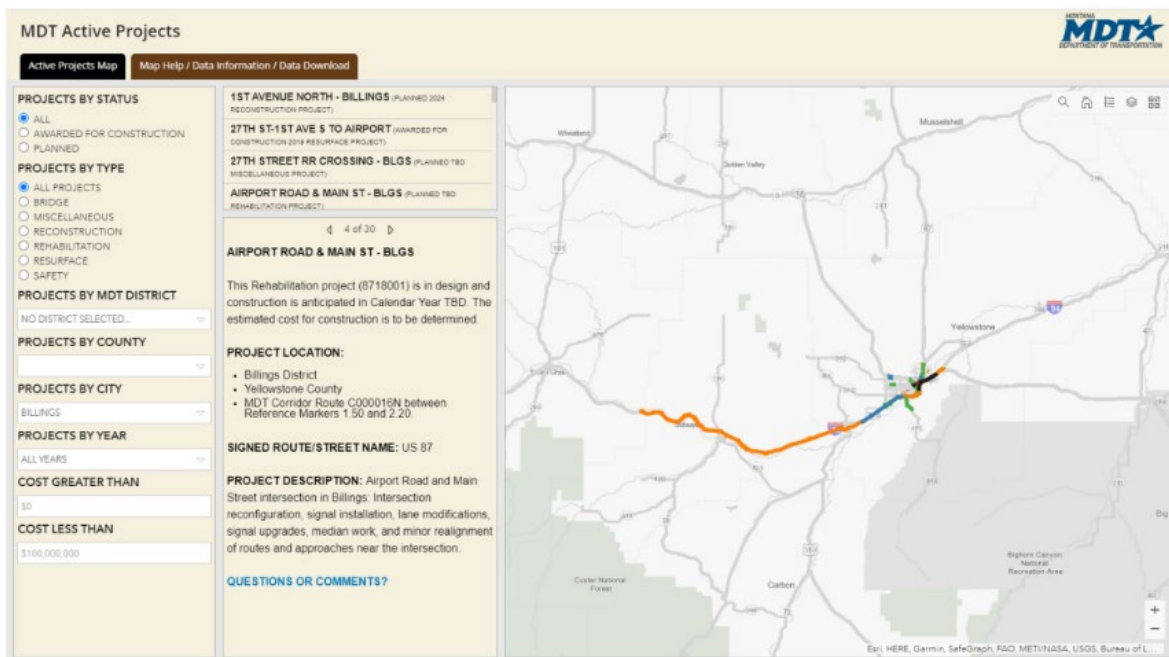 MDT Active Projects
MONTANA
MDT
DEPARTMENT OF TRANSPORTATION
Active Projects Map
Map Help / Data Information / Data Download
PROJECTS BY STATUS
ALL
AWARDED FOR CONSTRUCTION
PLANNED
PROJECTS BY TYPE
ALL PROJECTS
BRIDGE
MISCELLANEOUS
RECONSTRUCTION
REHABILITATION
RESURFACE
SAFETY
PROJECTS BY MDT DISTRICT
NO DISTRICT SELECTED...
PROJECTS BY COUNTY
PROJECTS BY CITY
BILLINGS
PROJECTS BY YEAR
ALL YEARS
COST GREATER THAN
$0
COST LESS THAN
$100,000,000
1ST AVENUE NORTH - BILLINGS (PLANNED 2024
RECONSTRUCTION PROJECT)
27TH ST-1ST AVE S TO AIRPORT (AWARDED FOR
CONSTRUCTION 2019 RESURFACE PROJECT)
27TH STREET RR CROSSING - BLGS (PLANNED TBD
MISCELLANEOUS PROJECT)
AIRPORT ROAD & MAIN ST - BLGS (PLANNED TBD
REHABILITATION PROJECT)
4 of 30
AIRPORT ROAD & MAIN ST - BLGS
This Rehabilitation project (8718001) is in design and
construction is anticipated in Calendar Year TBD. The
estimated cost for construction is to be determined.
PROJECT LOCATION:
• Billings District
• Yellowstone County
• MDT Corridor Route C000016N between
Reference Markers 1.50 and 2.20.
SIGNED ROUTE/STREET NAME: US 87
PROJECT DESCRIPTION: Airport Road and Main
Street intersection in Billings: Intersection
reconfiguration, signal installation, lane modifications,
signal upgrades, median work, and minor realignment
of routes and approaches near the intersection.
QUESTIONS OR COMMENTS?
Musselshell
Wheatland
Golden Valley
Yellowstone
Bighorn Canyon
National
Recreation Area
Big
Custer National
Forest
Carbon
+
−
Esri, HERE, Garmin, SafeGraph, FAO, METI/NASA, USGS, Bureau of L...